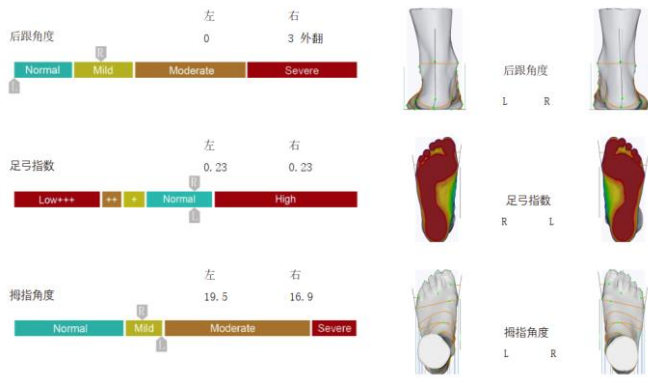 左 右
后跟角度 0 3 外翻
R
Normal Mild Moderate Severe
L
后跟角度
L R
左 右
足弓指数 0.23 0.23
R
Low+++ ++ + Normal High
L
足弓指数
R L
左 右
拇指角度 19.5 16.9
R
Normal Mild Moderate Severe
L
拇指角度
L R